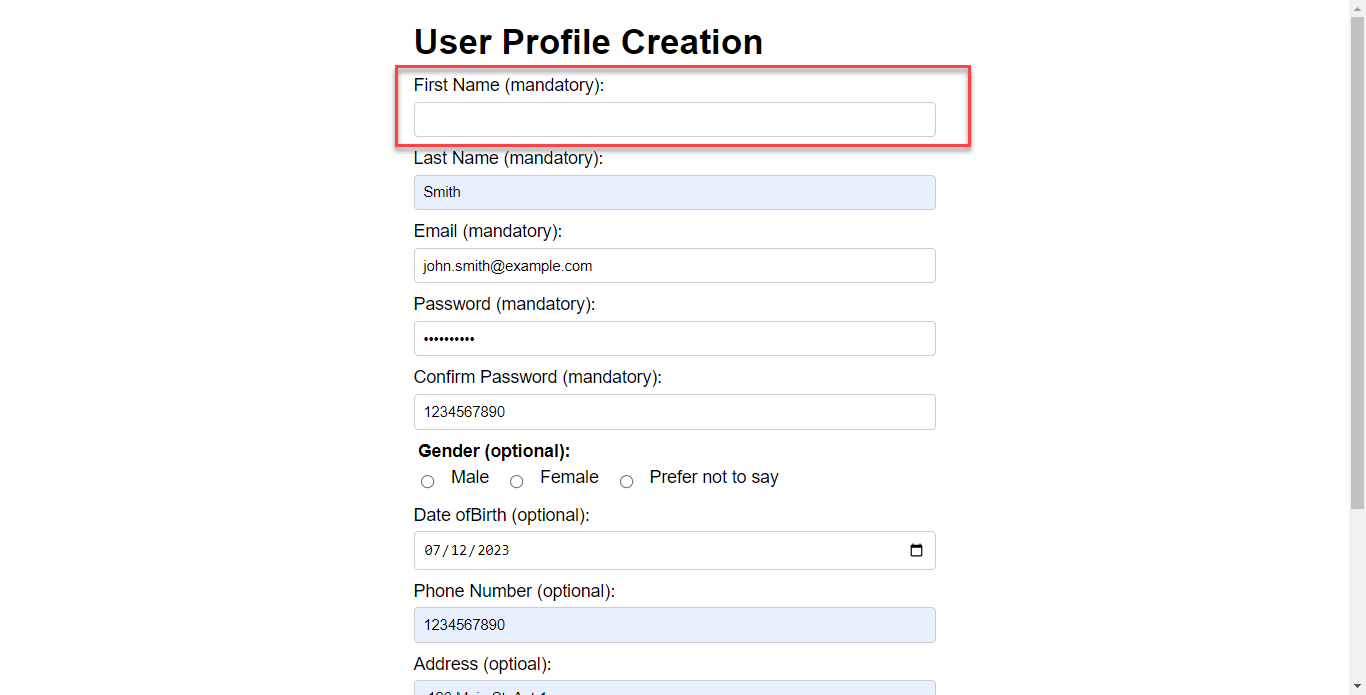 User Profile Creation
First Name (mandatory):
Last Name (mandatory):
Smith
Email (mandatory):
john.smith@example.com
Password (mandatory):
••••••••••
Confirm Password (mandatory):
1234567890
Gender (optional):
Male Female Prefer not to say
Date ofBirth (optional):
07/12/2023
Phone Number (optional):
1234567890
Address (optioal):